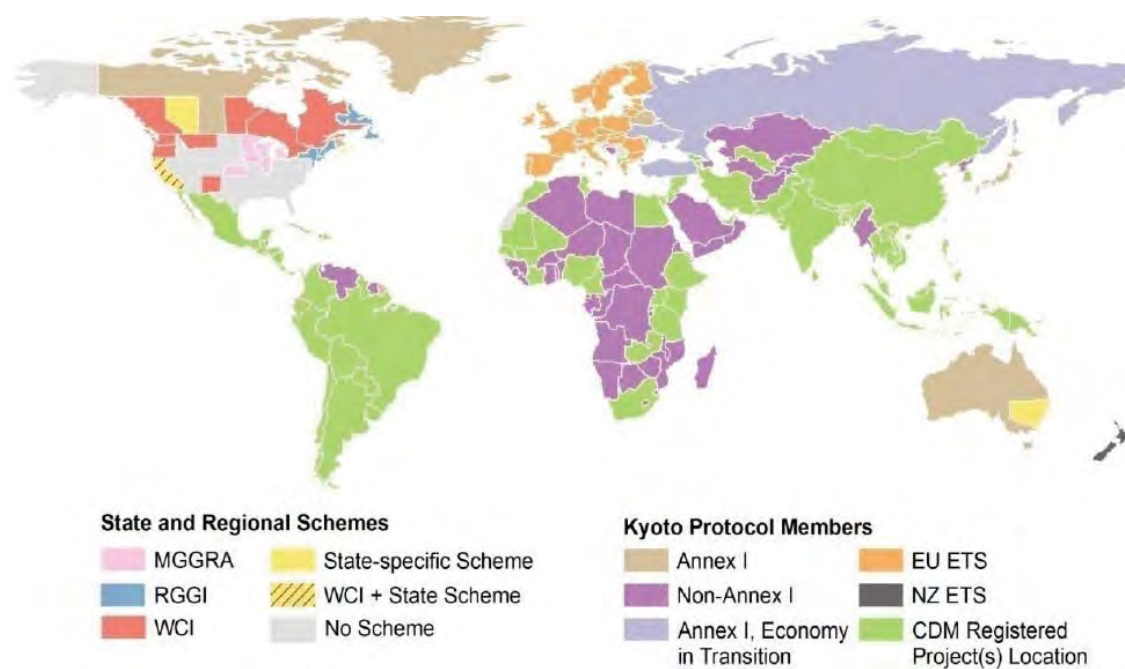 State and Regional Schemes
MGGRA
RGGI
WCI
State-specific Scheme
WCI + State Scheme
No Scheme
Kyoto Protocol Members
Annex I
Non-Annex I
Annex I, Economy
in Transition
EU ETS
NZ ETS
CDM Registered
Project(s) Location